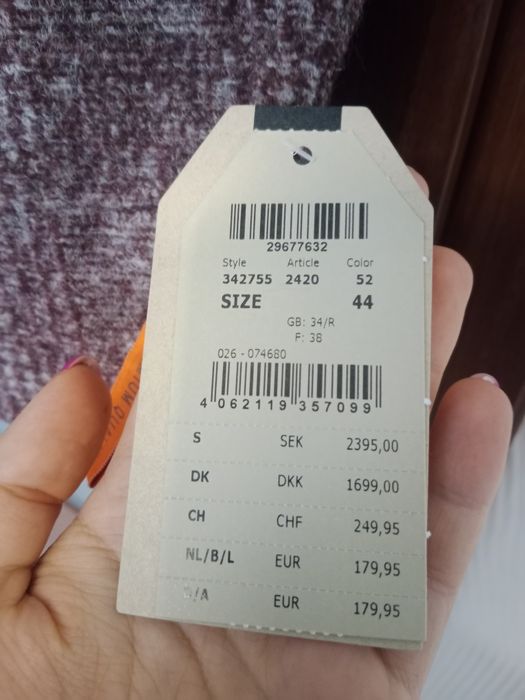 29677632
Style Article Color
342755 2420 52
SIZE 44
GB: 34/R
F: 38
026 - 074680
4 062119 357099
S SEK 2395,00
DK DKK 1699,00
CH CHF 249,95
NL/B/L EUR 179,95
/A EUR 179,95